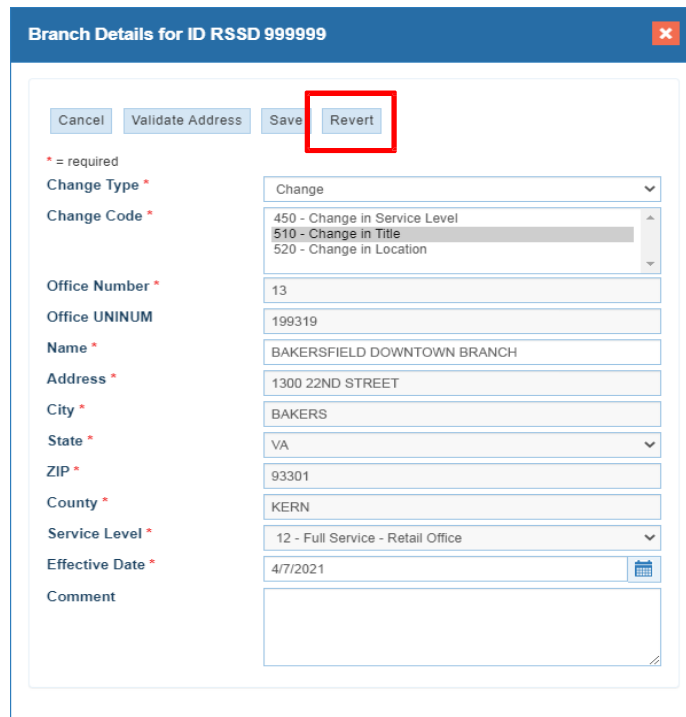 Branch Details for ID RSSD 999999
Cancel Validate Address Save Revert
* = required
Change Type * Change
Change Code * 450 - Change in Service Level
510 - Change in Title
520 - Change in Location
Office Number * 13
Office UNINUM 199319
Name * BAKERSFIELD DOWNTOWN BRANCH
Address * 1300 22ND STREET
City * BAKERS
State * VA
ZIP * 93301
County * KERN
Service Level * 12 - Full Service - Retail Office
Effective Date * 4/7/2021
Comment